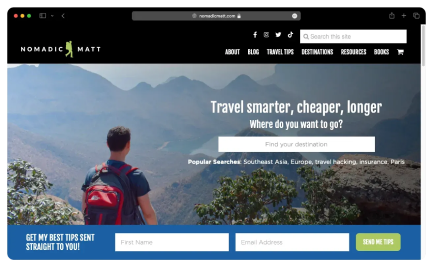 nomadicmatt.com
NOMADIC MATT
Search this site
ABOUT BLOG TRAVEL TIPS DESTINATIONS RESOURCES BOOKS
Travel smarter, cheaper, longer
Where do you want to go?
Find your destination
Popular Searches: Southeast Asia, Europe, travel hacking, insurance, Paris
GET MY BEST TIPS SENT
STRAIGHT TO YOU!
First Name
Email Address
SEND ME TIPS